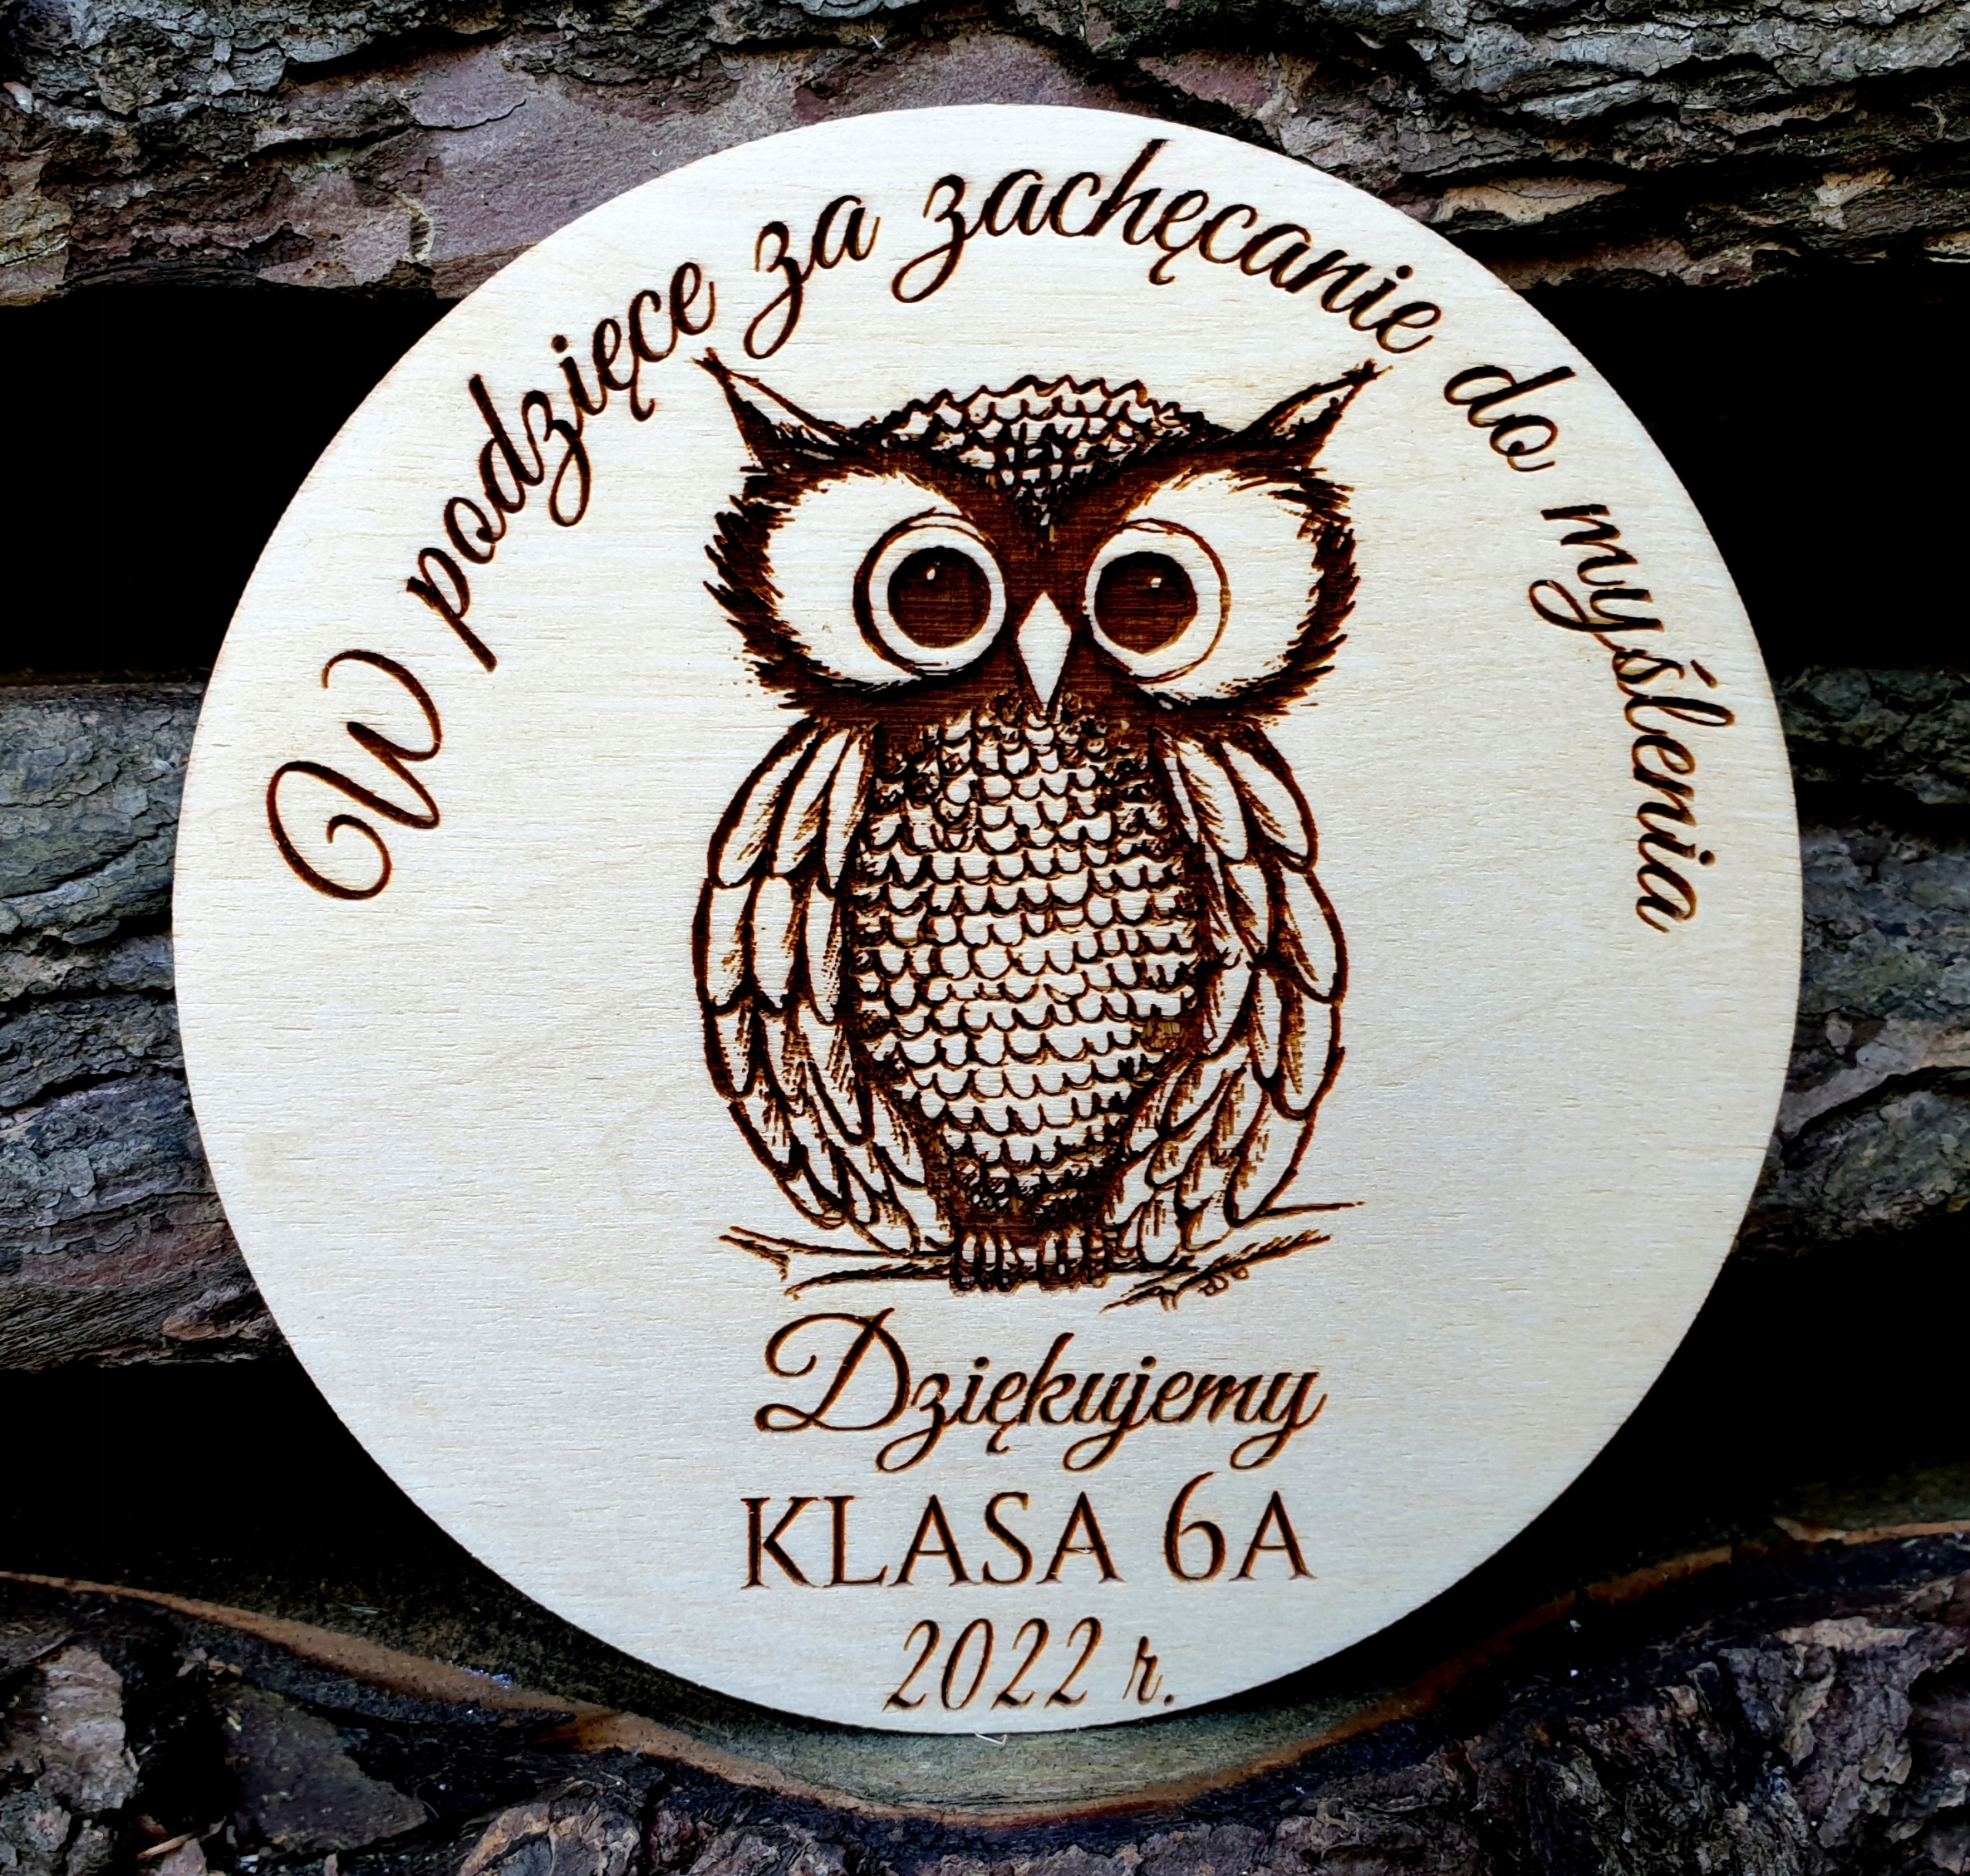 W podzięce za zachęcanie do myślenia
Dziękujemy
KLASA 6A
2022 r.